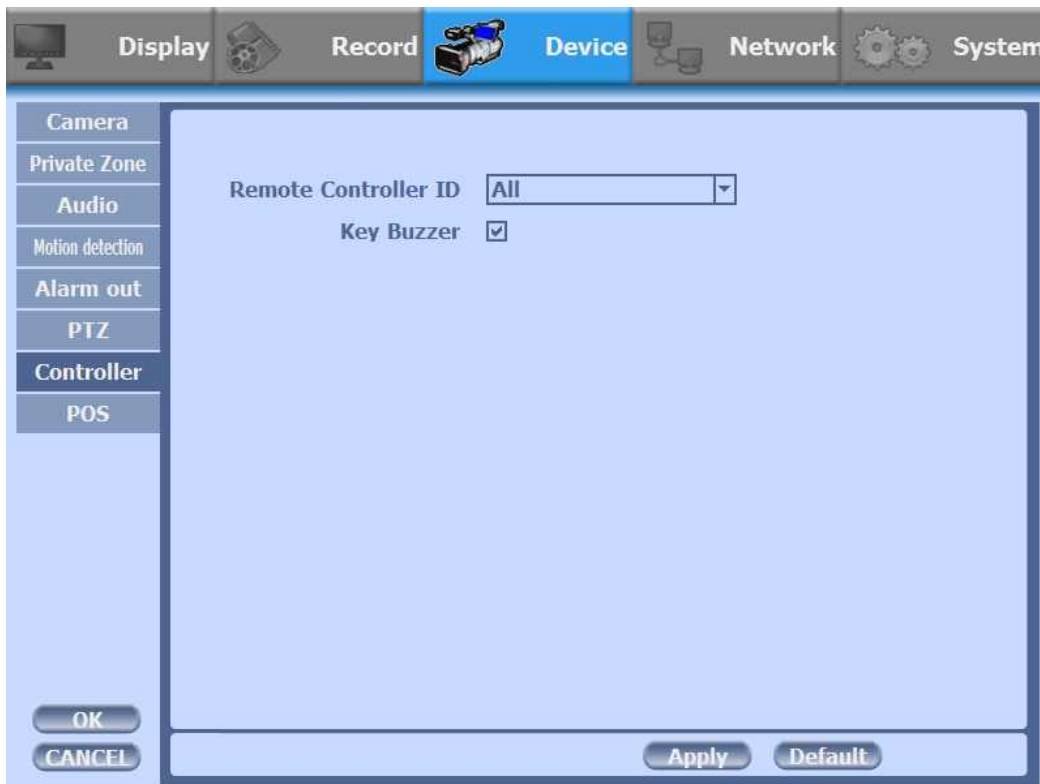 Display Record Device Network System
Camera
Private Zone
Audio
Motion detection
Alarm out
PTZ
Controller
POS
Remote Controller ID All
Key Buzzer
OK
CANCEL
Apply Default